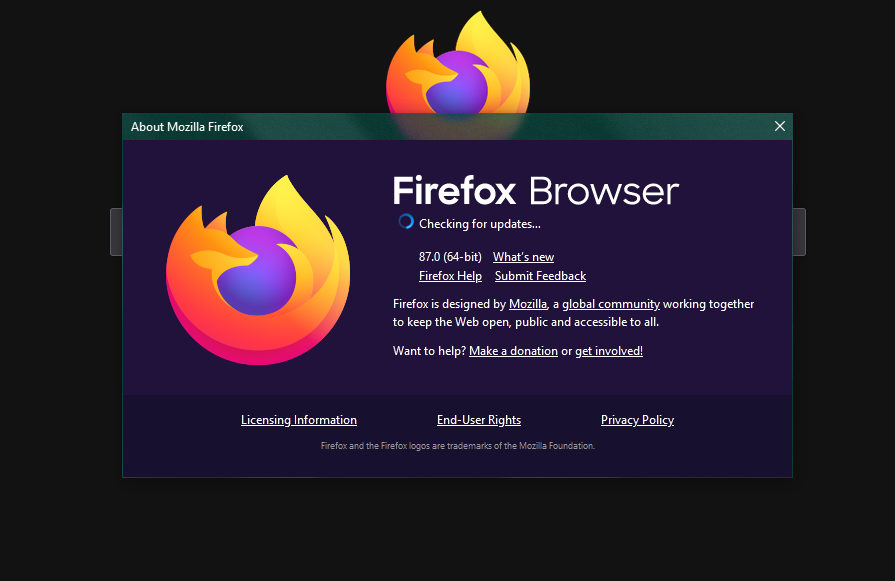 About Mozilla Firefox
Firefox Browser
Checking for updates...
87.0 (64-bit) What's new
Firefox Help Submit Feedback
Firefox is designed by Mozilla, a global community working together
to keep the Web open, public and accessible to all.
Want to help? Make a donation or get involved!
Licensing Information End-User Rights Privacy Policy
Firefox and the Firefox logos are trademarks of the Mozilla Foundation.